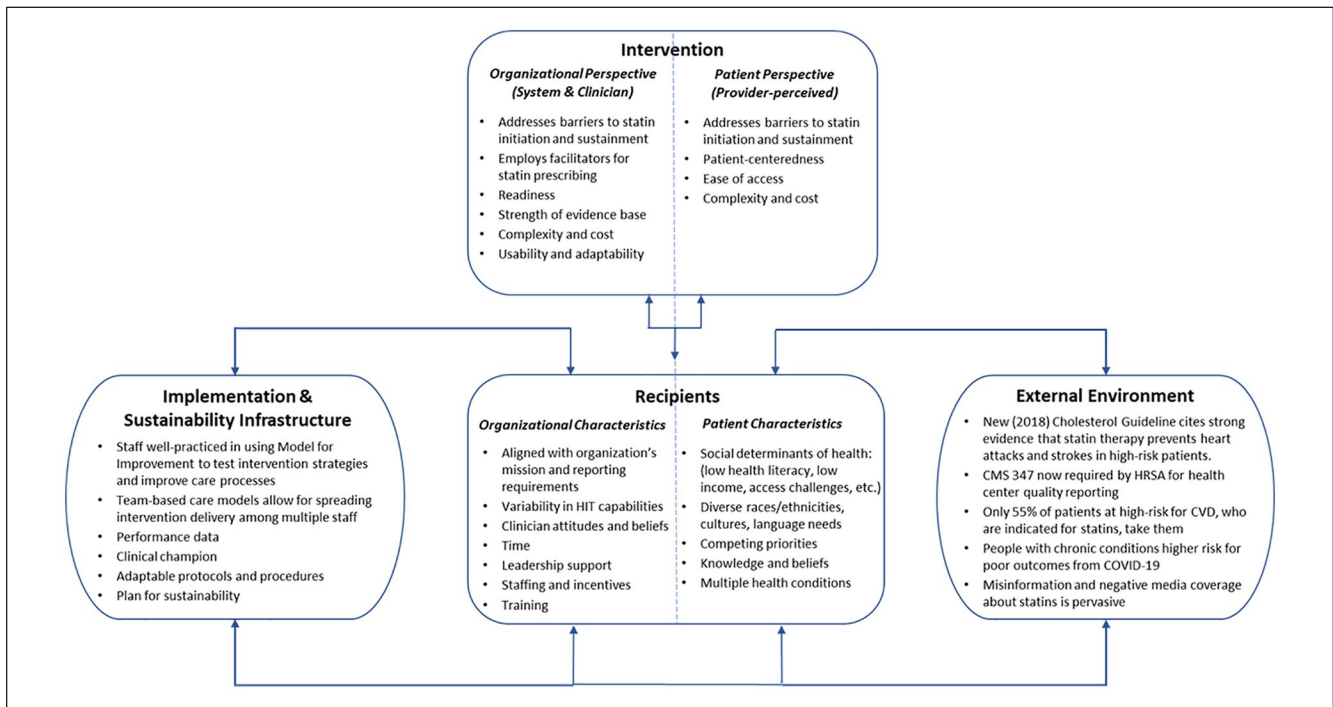 Intervention
Organizational Perspective
(System & Clinician)
• Addresses barriers to statin
initiation and sustainment
• Employs facilitators for
statin prescribing
• Readiness
• Strength of evidence base
• Complexity and cost
• Usability and adaptability
Patient Perspective
(Provider-perceived)
• Addresses barriers to statin
initiation and sustainment
• Patient-centeredness
• Ease of access
• Complexity and cost
Implementation &
Sustainability Infrastructure
• Staff well-practiced in using Model for
Improvement to test intervention strategies
and improve care processes
• Team-based care models allow for spreading
intervention delivery among multiple staff
• Performance data
• Clinical champion
• Adaptable protocols and procedures
• Plan for sustainability
Recipients
Organizational Characteristics
• Aligned with organization's
mission and reporting
requirements
• Variability in HIT capabilities
• Clinician attitudes and beliefs
• Time
• Leadership support
• Staffing and incentives
• Training
Patient Characteristics
• Social determinants of health:
(low health literacy, low
income, access challenges, etc.)
• Diverse races/ethnicities,
cultures, language needs
• Competing priorities
• Knowledge and beliefs
• Multiple health conditions
External Environment
• New (2018) Cholesterol Guideline cites strong
evidence that statin therapy prevents heart
attacks and strokes in high-risk patients.
• CMS 347 now required by HRSA for health
center quality reporting
• Only 55% of patients at high-risk for CVD, who
are indicated for statins, take them
• People with chronic conditions higher risk for
poor outcomes from COVID-19
• Misinformation and negative media coverage
about statins is pervasive